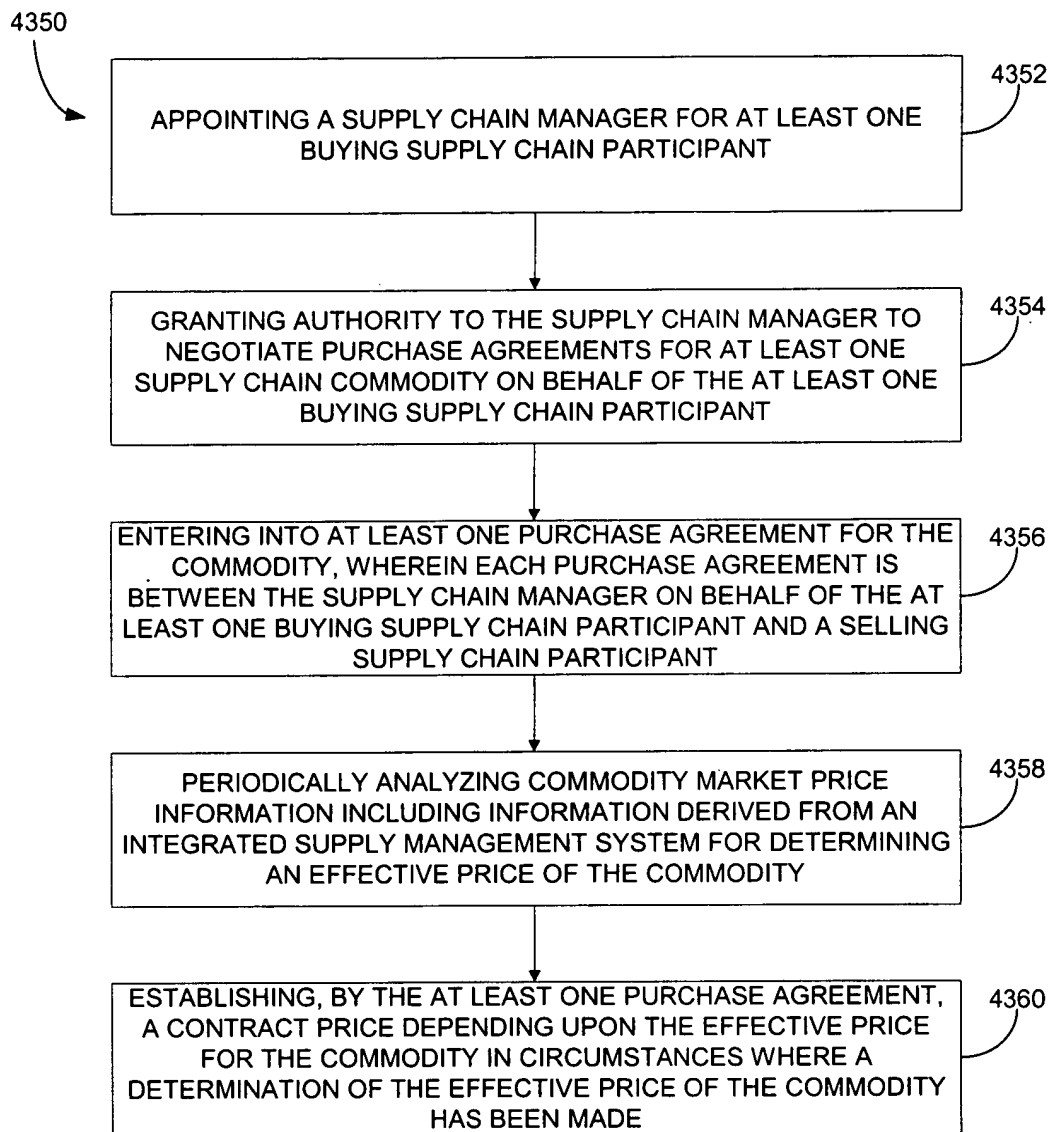 4350
4352
APPOINTING A SUPPLY CHAIN MANAGER FOR AT LEAST ONE
BUYING SUPPLY CHAIN PARTICIPANT
4354
GRANTING AUTHORITY TO THE SUPPLY CHAIN MANAGER TO
NEGOTIATE PURCHASE AGREEMENTS FOR AT LEAST ONE
SUPPLY CHAIN COMMODITY ON BEHALF OF THE AT LEAST ONE
BUYING SUPPLY CHAIN PARTICIPANT
4356
ENTERING INTO AT LEAST ONE PURCHASE AGREEMENT FOR THE
COMMODITY, WHEREIN EACH PURCHASE AGREEMENT IS
BETWEEN THE SUPPLY CHAIN MANAGER ON BEHALF OF THE AT
LEAST ONE BUYING SUPPLY CHAIN PARTICIPANT AND A SELLING
SUPPLY CHAIN PARTICIPANT
4358
PERIODICALLY ANALYZING COMMODITY MARKET PRICE
INFORMATION INCLUDING INFORMATION DERIVED FROM AN
INTEGRATED SUPPLY MANAGEMENT SYSTEM FOR DETERMINING
AN EFFECTIVE PRICE OF THE COMMODITY
4360
ESTABLISHING, BY THE AT LEAST ONE PURCHASE AGREEMENT,
A CONTRACT PRICE DEPENDING UPON THE EFFECTIVE PRICE
FOR THE COMMODITY IN CIRCUMSTANCES WHERE A
DETERMINATION OF THE EFFECTIVE PRICE OF THE COMMODITY
HAS BEEN MADE